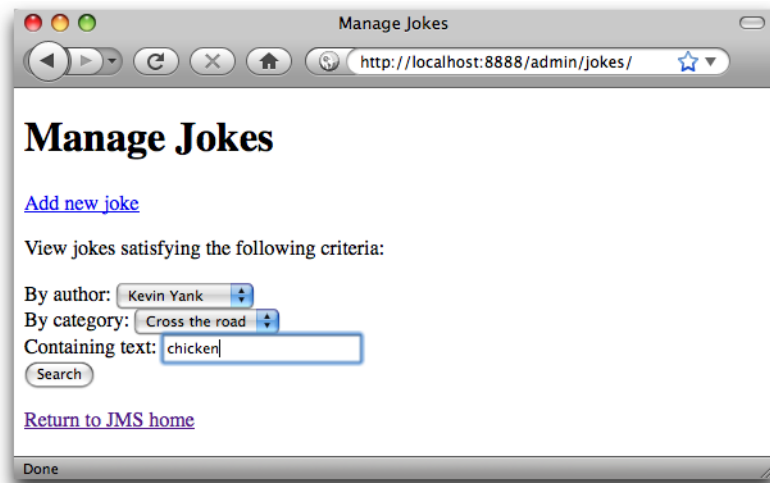 Manage Jokes
http://localhost:8888/admin/jokes/
Manage Jokes
Add new joke
View jokes satisfying the following criteria:
By author: Kevin Yank
By category: Cross the road
Containing text: chicken
Search
Return to JMS home
Done